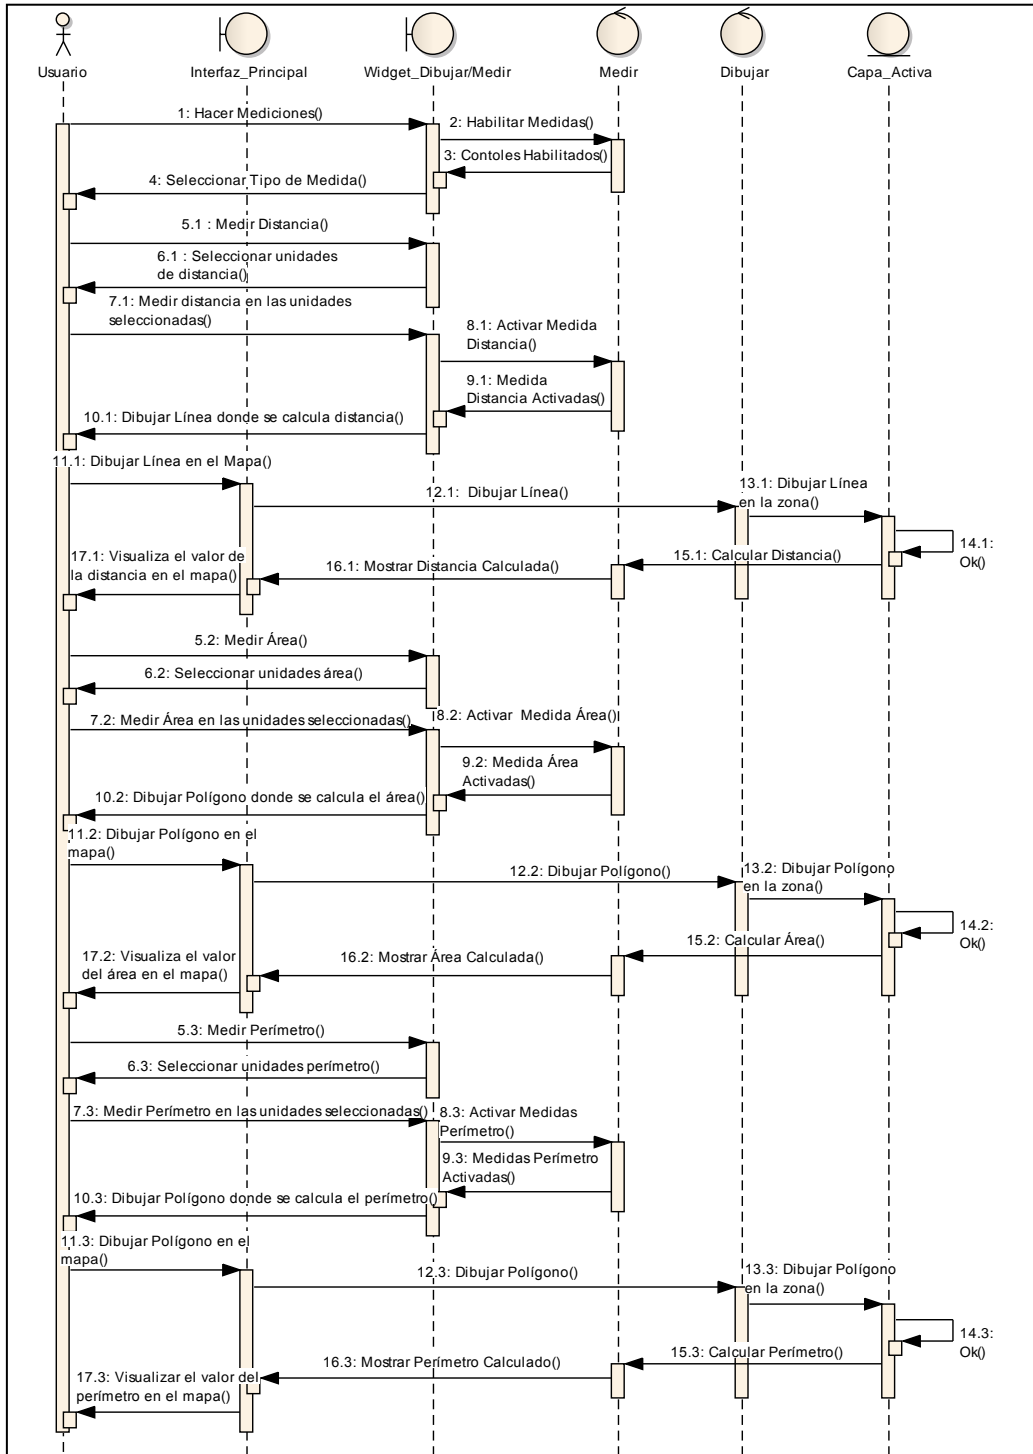 Usuario
Interfaz_Principal
Widget_Dibujar/Medir
Medir
Dibujar
Capa_Activa
1: Hacer Mediciones()
2: Habilitar Medidas()
3: Contoles Habilitados()
4: Seleccionar Tipo de Medida()
5.1 : Medir Distancia()
6.1 : Seleccionar unidades
de distancia()
7.1: Medir distancia en las unidades
seleccionadas()
8.1: Activar Medida
Distancia()
9.1: Medida
Distancia Activadas()
10.1: Dibujar Línea donde se calcula distancia()
11.1: Dibujar Línea en el Mapa()
12.1: Dibujar Línea()
13.1: Dibujar Línea
en la zona()
14.1:
Ok()
15.1: Calcular Distancia()
16.1: Mostrar Distancia Calculada()
17.1: Visualiza el valor de
la distancia en el mapa()
5.2: Medir Área()
6.2: Seleccionar unidades área()
7.2: Medir Área en las unidades seleccionadas()
8.2: Activar Medida Área()
9.2: Medida Área
Activadas()
10.2: Dibujar Polígono donde se calcula el área()
11.2: Dibujar Polígono en el
mapa()
12.2: Dibujar Polígono()
13.2: Dibujar Polígono
en la zona()
14.2:
Ok()
15.2: Calcular Área()
16.2: Mostrar Área Calculada()
17.2: Visualiza el valor
del área en el mapa()
5.3: Medir Perímetro()
6.3: Seleccionar unidades perímetro()
7.3: Medir Perímetro en las unidades seleccionadas()
8.3: Activar Medidas
Perímetro()
9.3: Medidas Perímetro
Activadas()
10.3: Dibujar Polígono donde se calcula el perímetro()
11.3: Dibujar Polígono en el
mapa()
12.3: Dibujar Polígono()
13.3: Dibujar Polígono
en la zona()
14.3:
Ok()
15.3: Calcular Perímetro()
16.3: Mostrar Perímetro Calculado()
17.3: Visualizar el valor del
perímetro en el mapa()